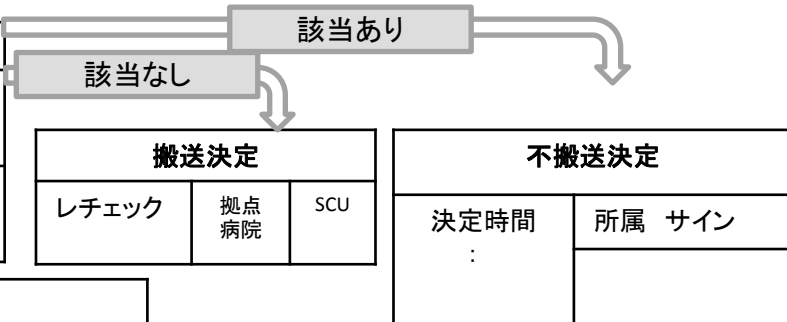 該当あり
該当なし
搬送決定
レチェック
拠点
病院
SCU
不搬送決定
決定時間
:
所属 サイン